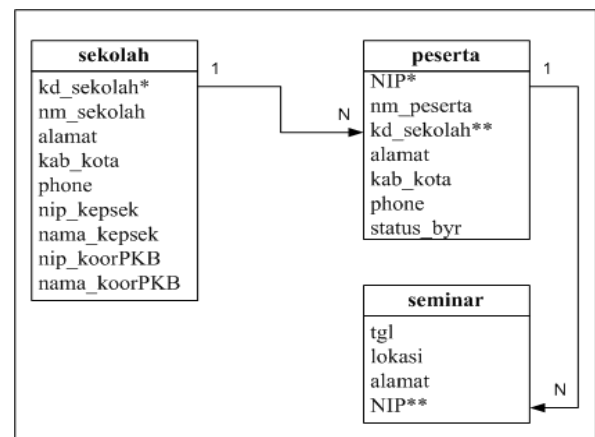 sekolah
kd_sekolah*
nm_sekolah
alamat
kab_kota
phone
nip_kepsek
nama_kepsek
nip_koorPKB
nama_koorPKB
1
N
peserta
NIP*
nm_peserta
kd_sekolah**
alamat
kab_kota
phone
status_byr
1
N
seminar
tgl
lokasi
alamat
NIP**